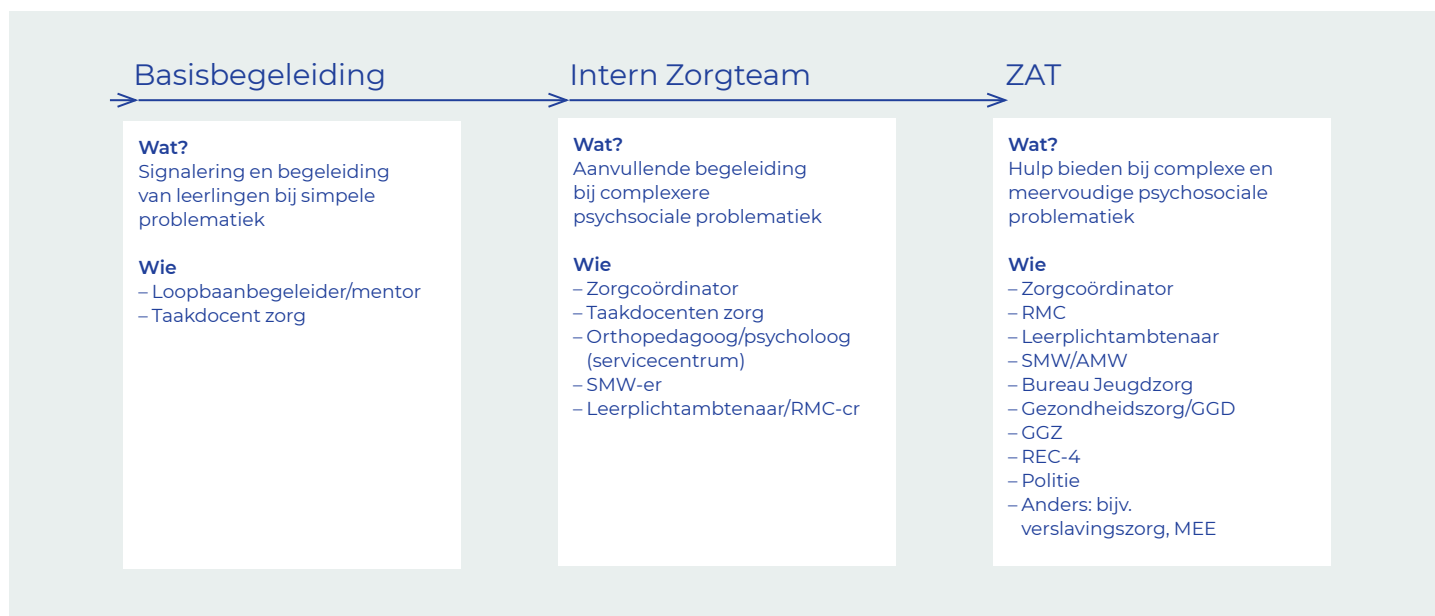 Basisbegeleiding
Wat?
Signalering en begeleiding
van leerlingen bij simpele
problematiek
Wie
– Loopbaanbegeleider/mentor
– Taakdocent zorg
Intern Zorgteam
Wat?
Aanvullende begeleiding
bij complexere
psychsociale problematiek
Wie
– Zorgcoördinator
– Taakdocenten zorg
– Orthopedagoog/psycholoog
(servicecentrum)
– SMW-er
– Leerplichtambtenaar/RMC-cr
ZAT
Wat?
Hulp bieden bij complexe en
meervoudige psychosociale
problematiek
Wie
– Zorgcoördinator
– RMC
– Leerplichtambtenaar
– SMW/AMW
– Bureau Jeugdzorg
– Gezondheidszorg/GGD
– GGZ
– REC-4
– Politie
– Anders: bijv.
verslavingszorg, MEE